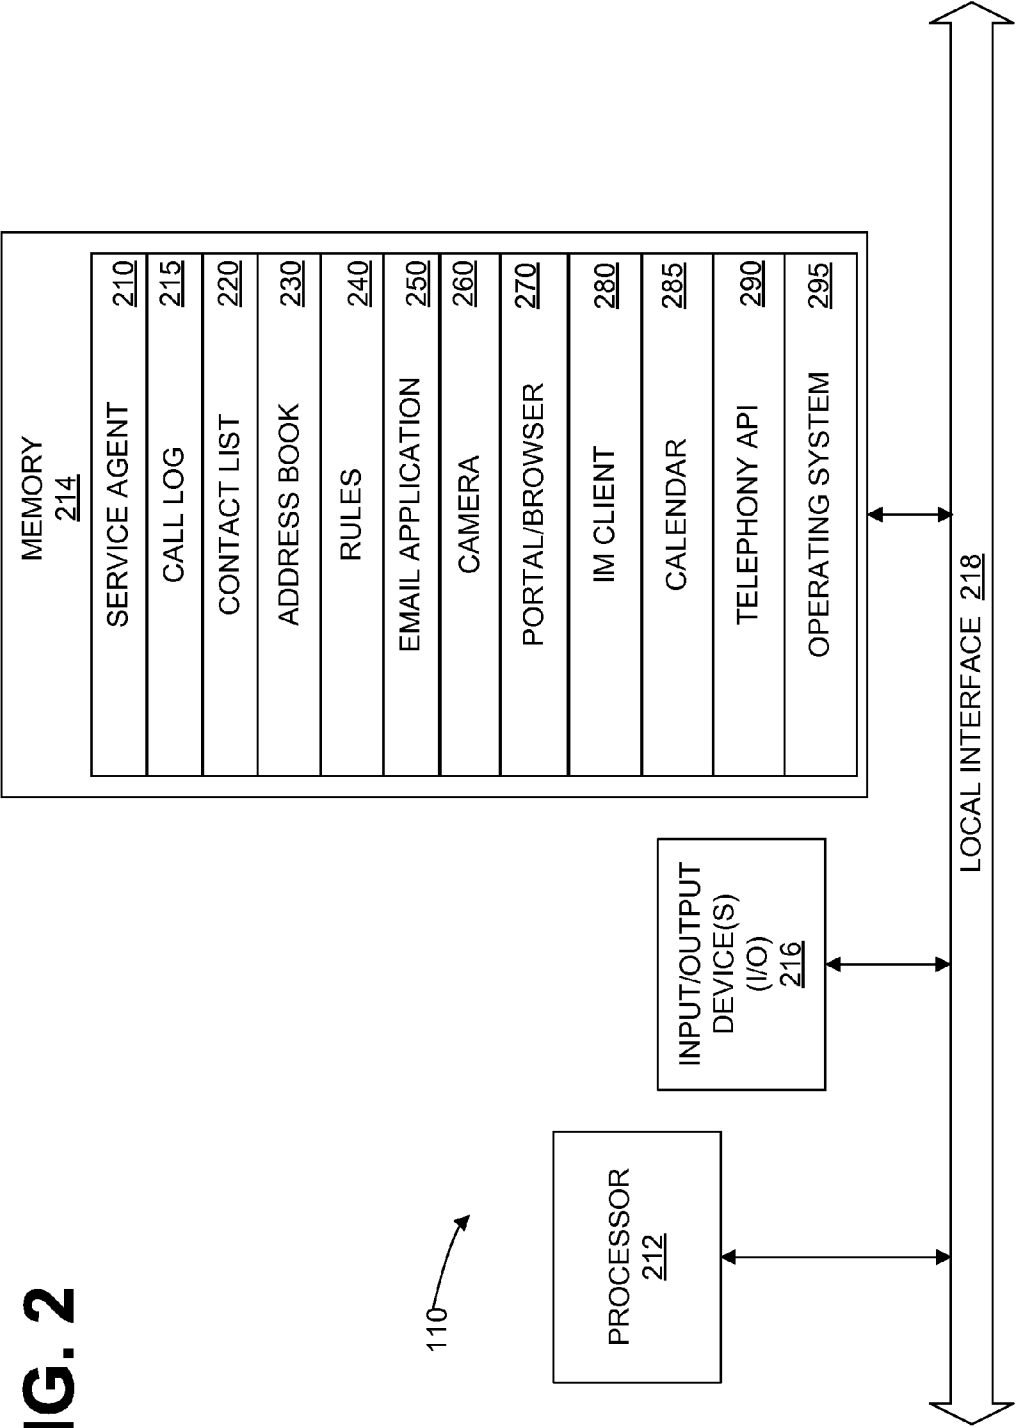 IG. 2
110
PROCESSOR
212
INPUT/OUTPUT
DEVICE(S)
(I/O)
216
MEMORY
214
SERVICE AGENT 210
CALL LOG 215
CONTACT LIST 220
ADDRESS BOOK 230
RULES 240
EMAIL APPLICATION 250
CAMERA 260
PORTAL/BROWSER 270
IM CLIENT 280
CALENDAR 285
TELEPHONY API 290
OPERATING SYSTEM 295
LOCAL INTERFACE 218